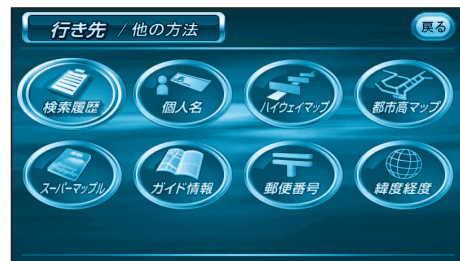 行き先 / 他の方法
戻る
検索履歴
個人名
ハイウェイマップ
都市高マップ
スーパーマップル
ガイド情報
郵便番号
緯度経度